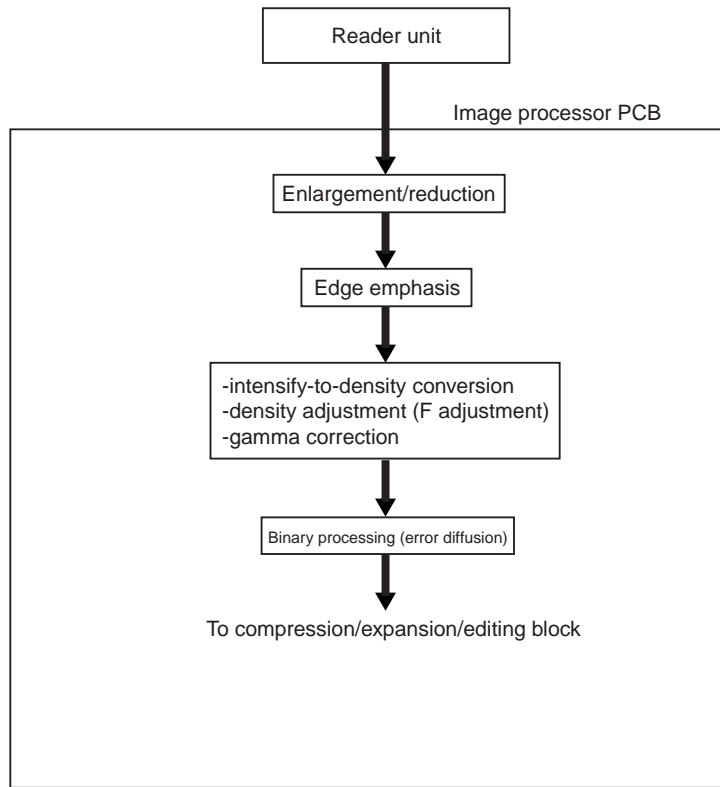 Reader unit
Image processor PCB
Enlargement/reduction
Edge emphasis
-intensify-to-density conversion
-density adjustment (F adjustment)
-gamma correction
Binary processing (error diffusion)
To compression/expansion/editing block